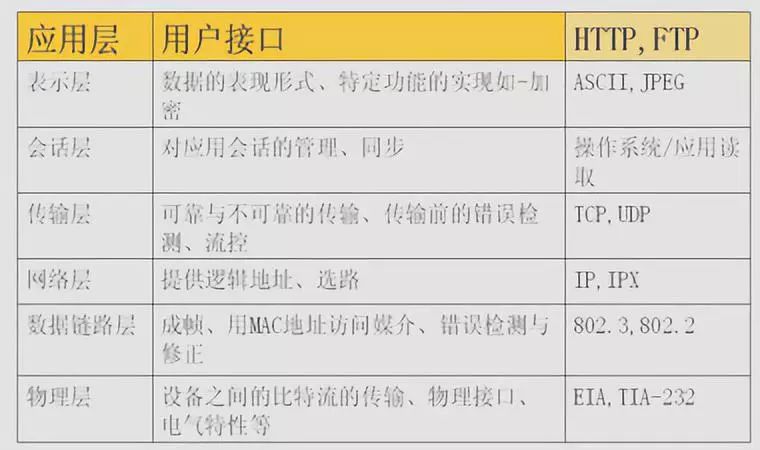 应用层 用户接口 HTTP,FTP
表示层 数据的表现形式、特定功能的实现如-加 ASCII,JPEG
密
会话层 对应用会话的管理、同步 操作系统/应用读
取
传输层 可靠与不可靠的传输、传输前的错误检 TCP,UDP
测、流控
网络层 提供逻辑地址、选路 IP,IPX
数据链路层 成帧、用MAC地址访问媒介、错误检测与 802.3,802.2
修正
物理层 设备之间的比特流的传输、物理接口、 EIA,TIA-232
电气特性等